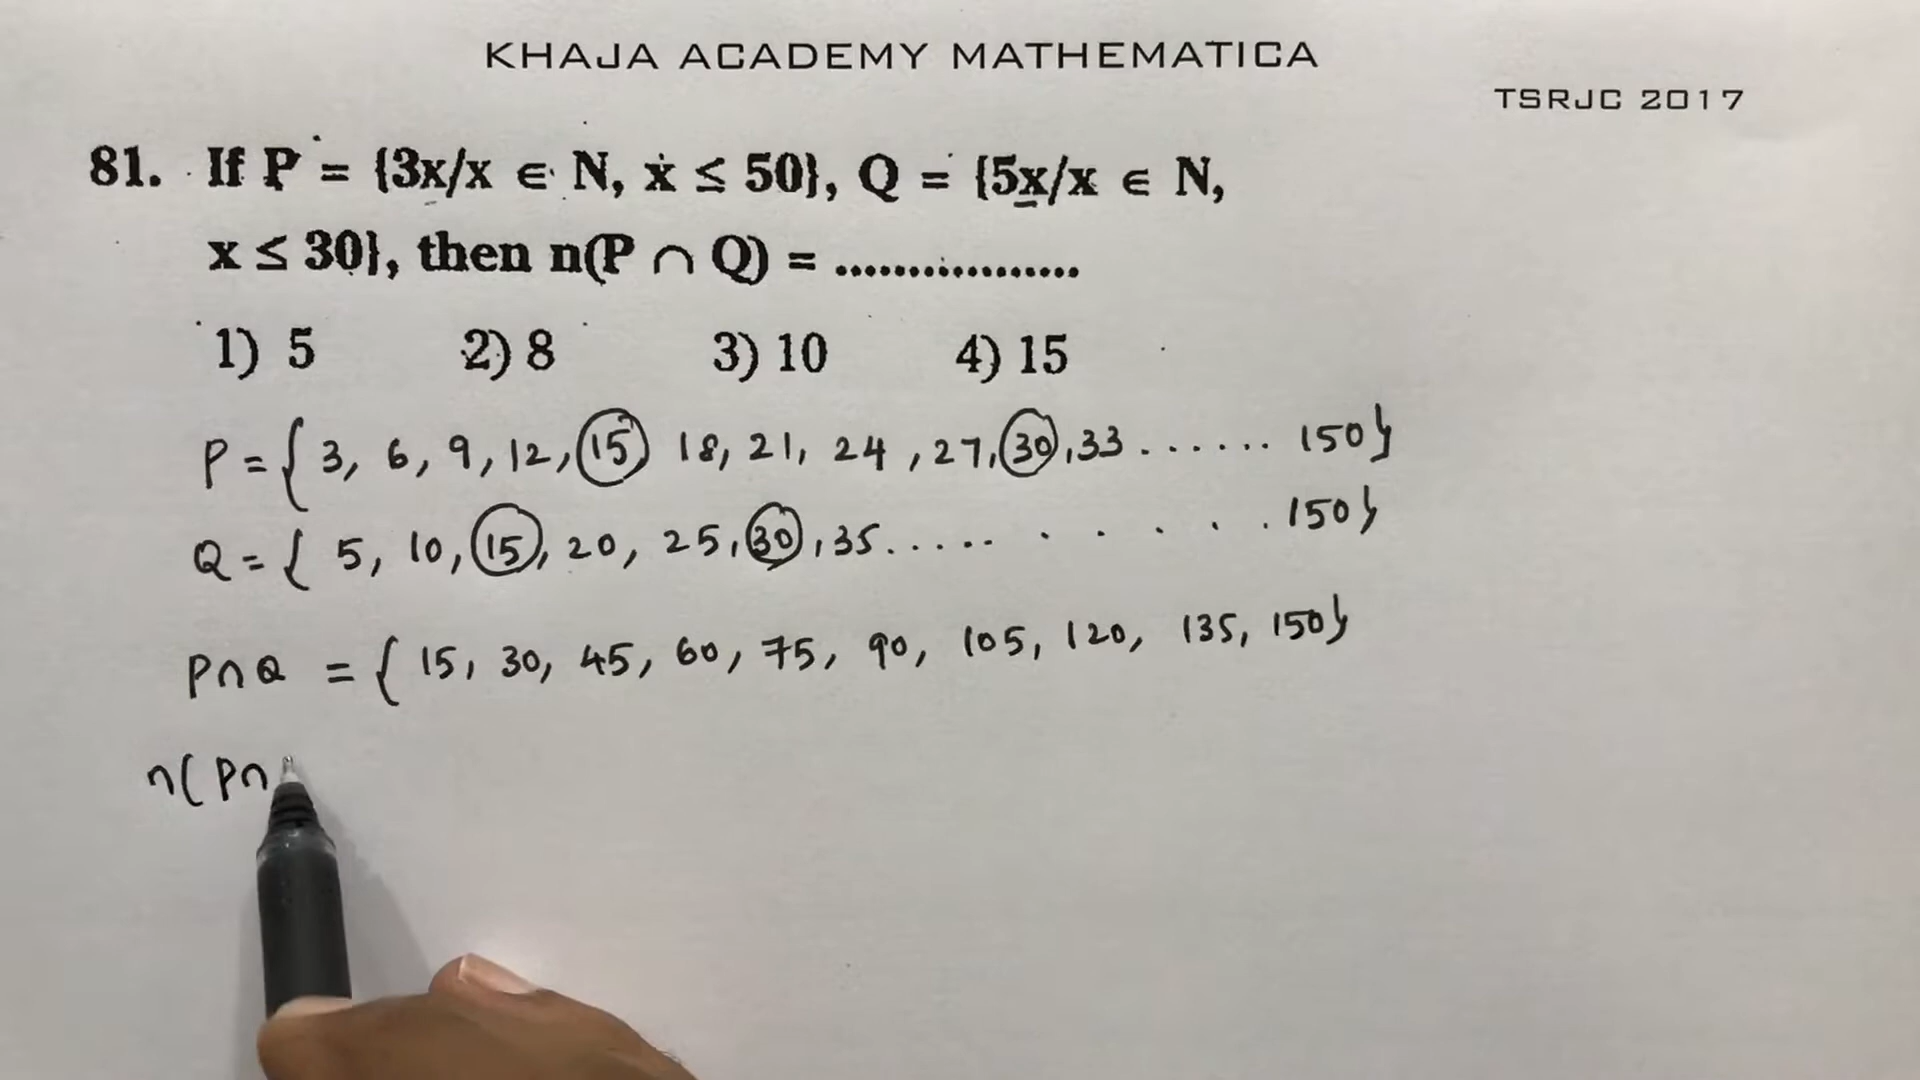 KHAJA ACADEMY MATHEMATICA
TSRJC 2017
81. If P = {3x/x ∈ N, x ≤ 50}, Q = {5x/x ∈ N,
x ≤ 30}, then n(P ∩ Q) = .................
1) 5 2) 8 3) 10 4) 15
P = { 3, 6, 9, 12, 15 18, 21, 24, 27, 30, 33 ...... 150}
Q = { 5, 10, 15, 20, 25, 30, 35 ..... . . . . . 150}
P∩Q = { 15, 30, 45, 60, 75, 90, 105, 120, 135, 150}
n( P∩